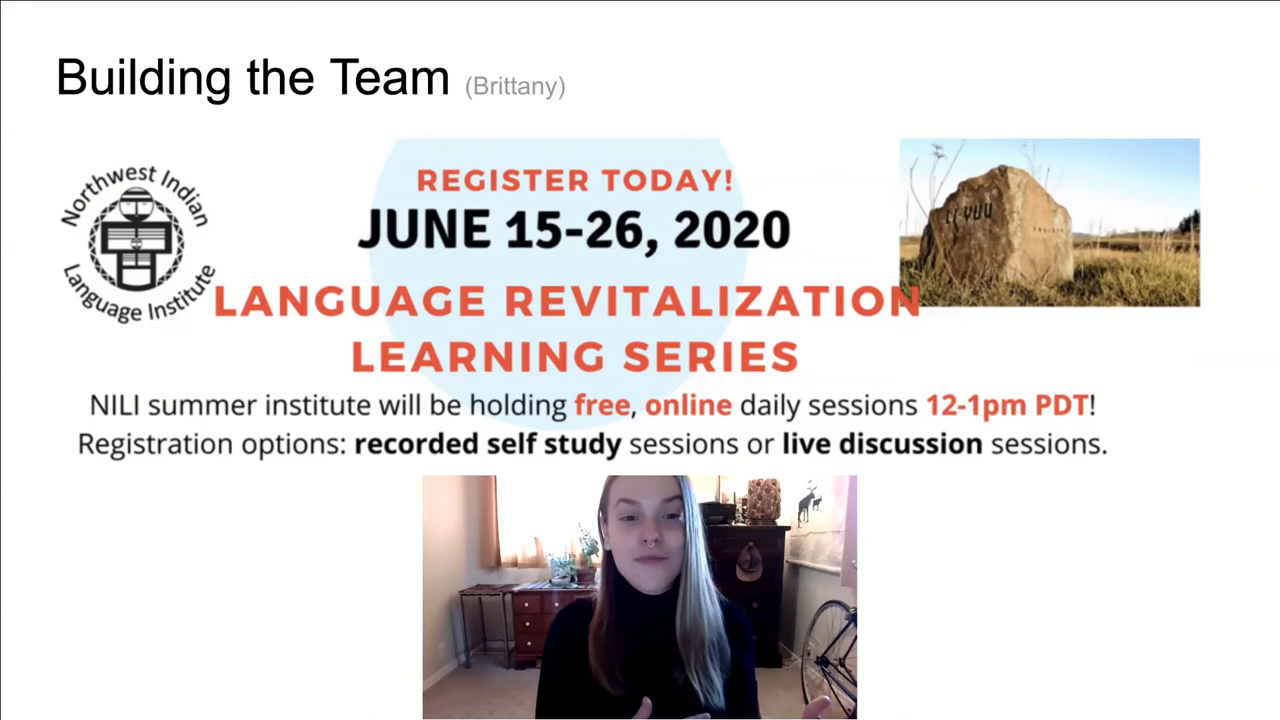 Building the Team (Brittany)
Northwest Indian
Language Institute
REGISTER TODAY!
JUNE 15-26, 2020
LANGUAGE REVITALIZATION
LEARNING SERIES
NILI summer institute will be holding free, online daily sessions 12-1pm PDT!
Registration options: recorded self study sessions or live discussion sessions.